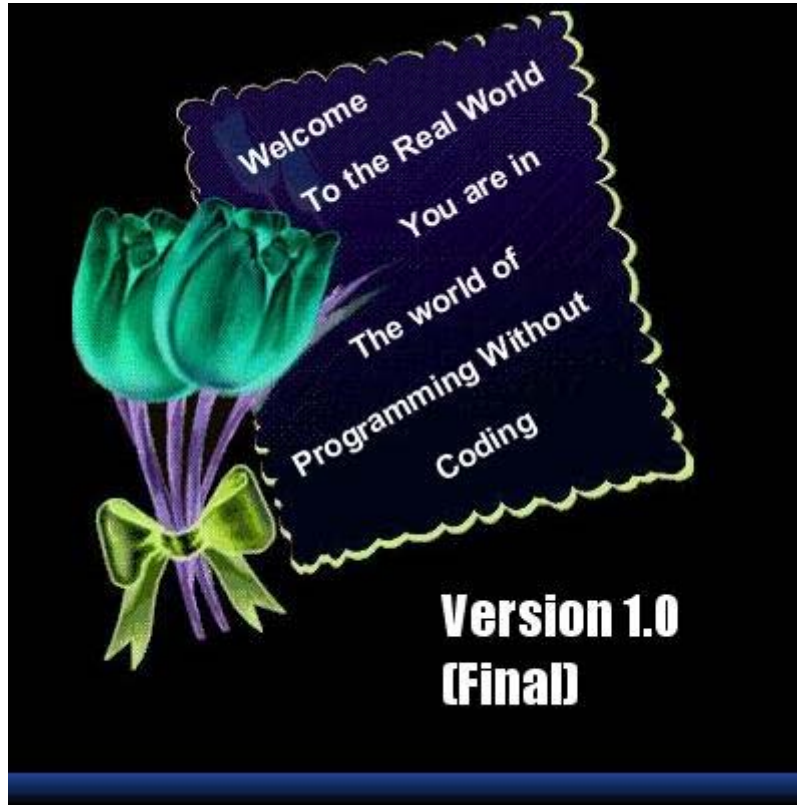 Welcome
To the Real World
You are in
The world of
Programming Without
Coding
Version 1.0
(Final)